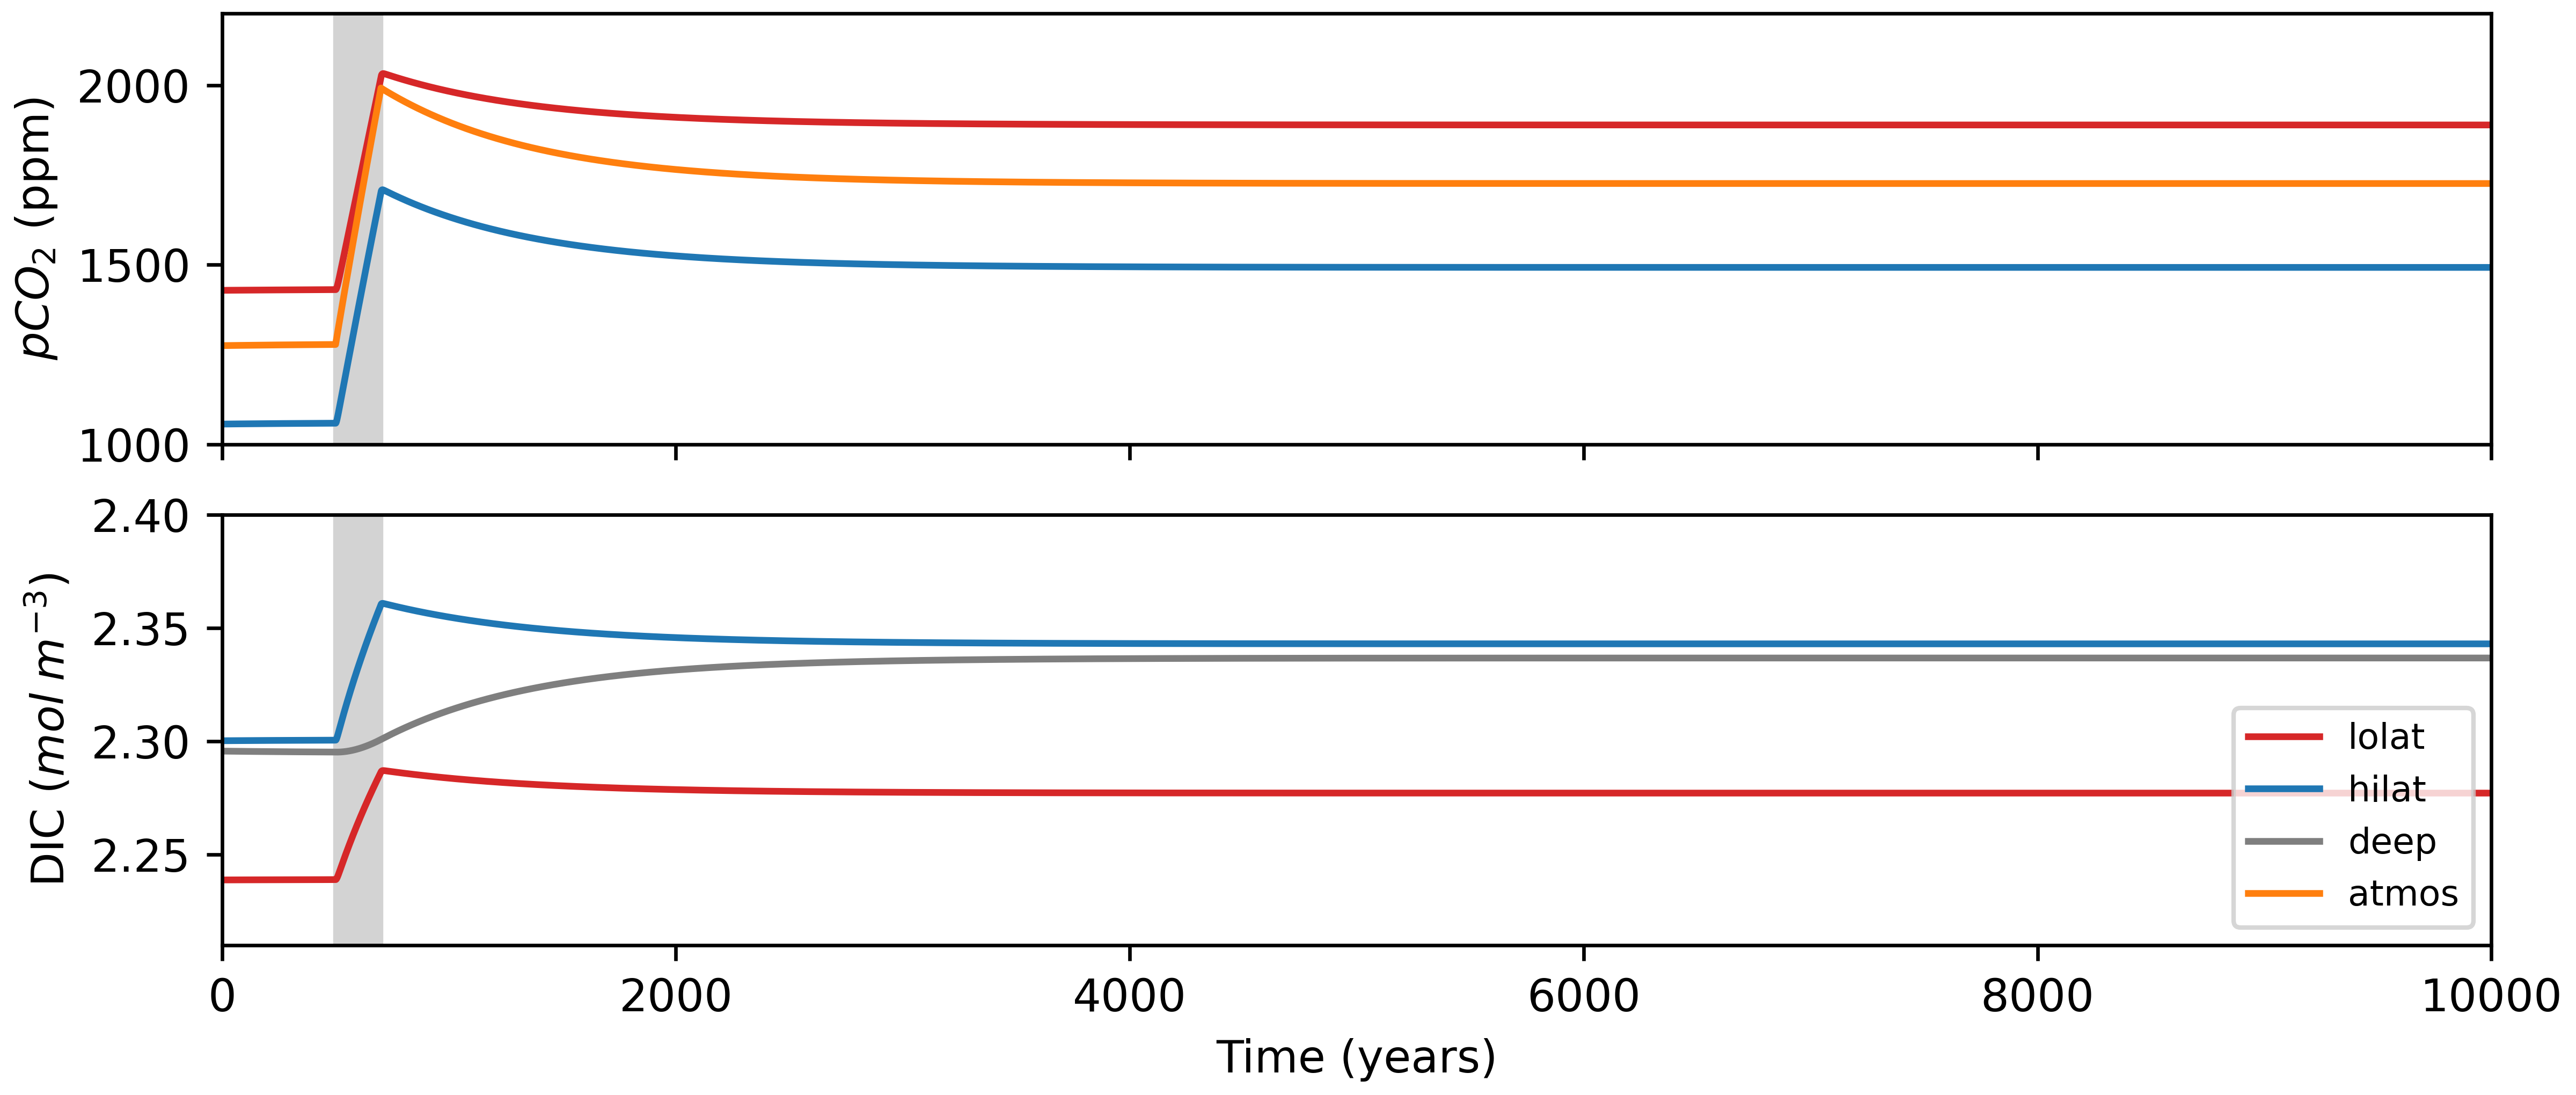 pCO₂ (ppm)
2000
1500
1000
DIC (mol m⁻³)
2.40
2.35
2.30
2.25
lolat
hilat
deep
atmos
0 2000 4000 6000 8000 10000
Time (years)